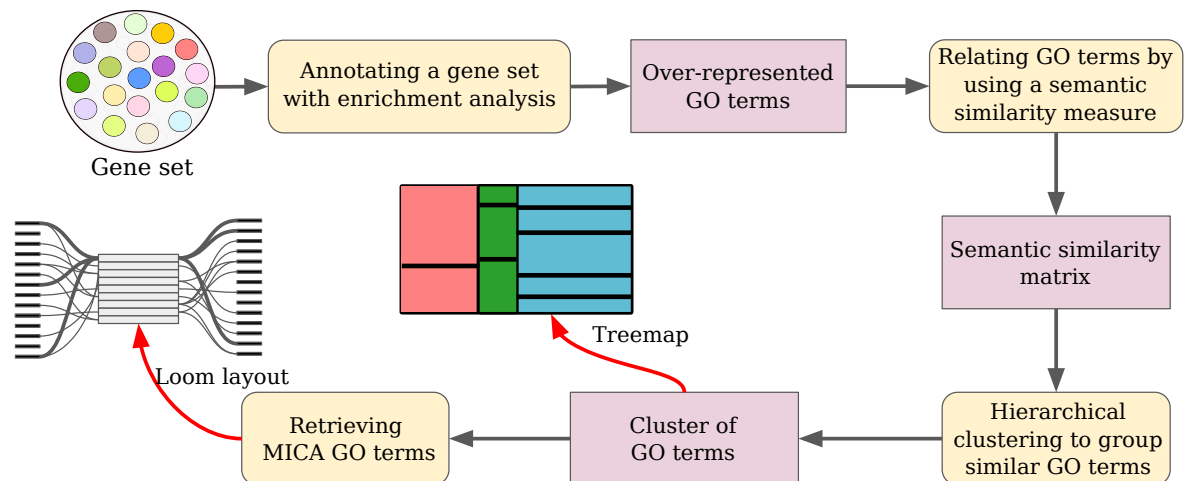 Gene set
Annotating a gene set
with enrichment analysis
Over-represented
GO terms
Relating GO terms by
using a semantic
similarity measure
Semantic similarity
matrix
Hierarchical
clustering to group
similar GO terms
Cluster of
GO terms
Treemap
Retrieving
MICA GO terms
Loom layout